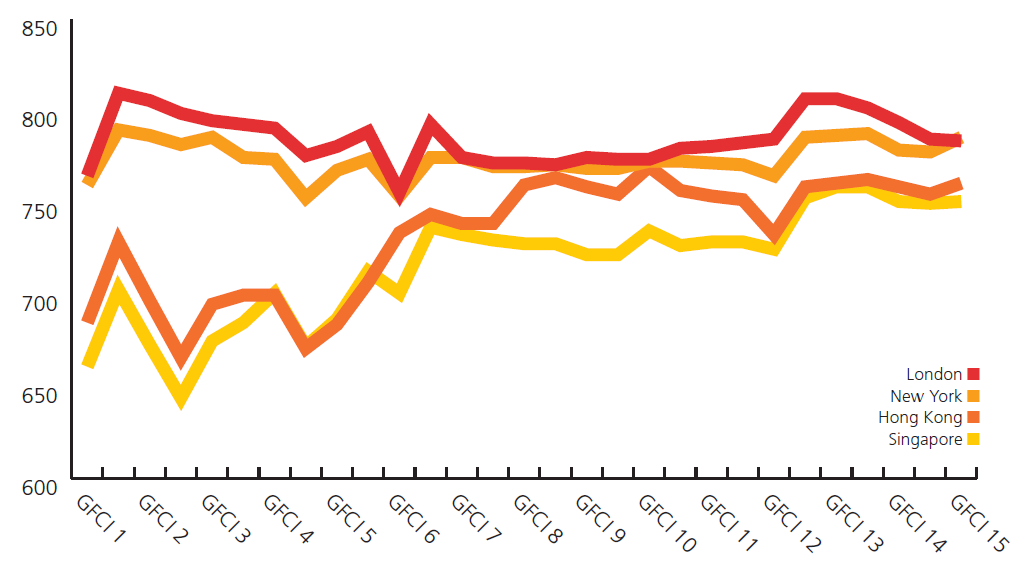 850
800
750
700
650
600
London
New York
Hong Kong
Singapore
GFCI 1
GFCI 2
GFCI 3
GFCI 4
GFCI 5
GFCI 6
GFCI 7
GFCI 8
GFCI 9
GFCI 10
GFCI 11
GFCI 12
GFCI 13
GFCI 14
GFCI 15